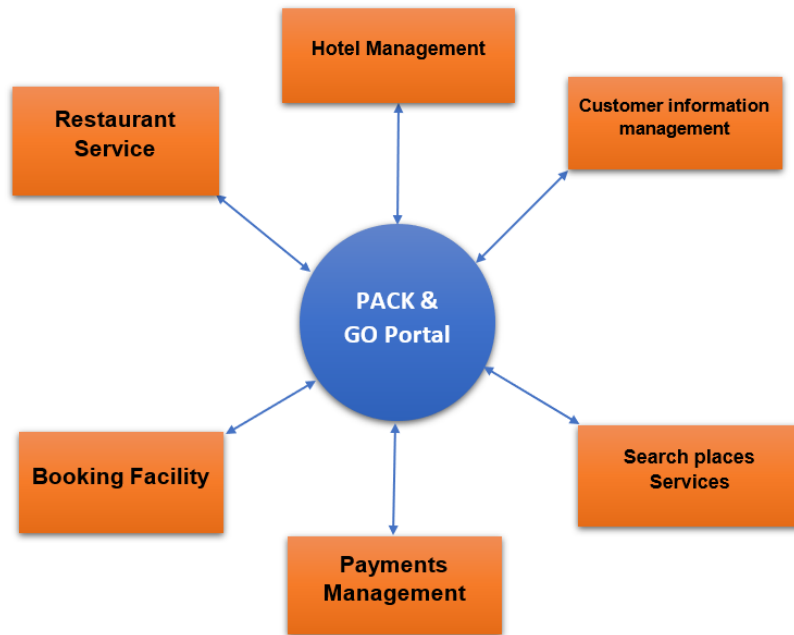 Hotel Management
Customer information
management
Restaurant
Service
PACK &
GO Portal
Booking Facility
Search places
Services
Payments
Management